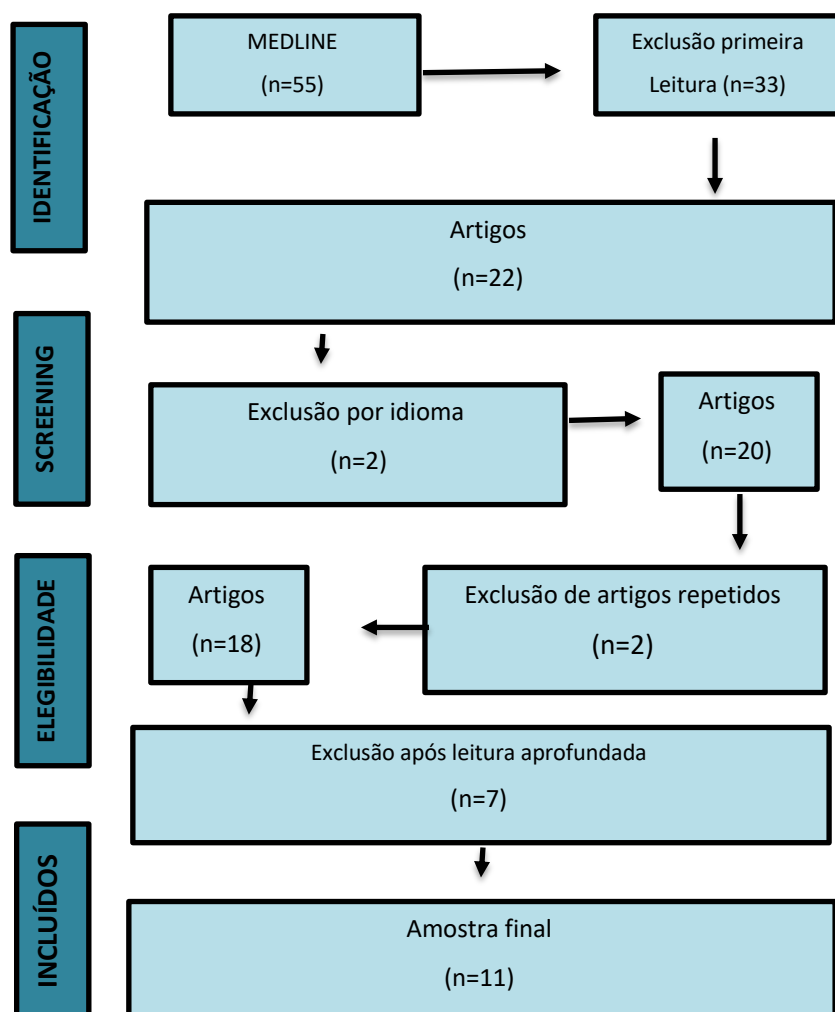 IDENTIFICAÇÃO
MEDLINE
(n=55)
Exclusão primeira
Leitura (n=33)
Artigos
(n=22)
SCREENING
Exclusão por idioma
(n=2)
Artigos
(n=20)
ELEGIBILIDADE
Artigos
(n=18)
Exclusão de artigos repetidos
(n=2)
Exclusão após leitura aprofundada
(n=7)
INCLUÍDOS
Amostra final
(n=11)